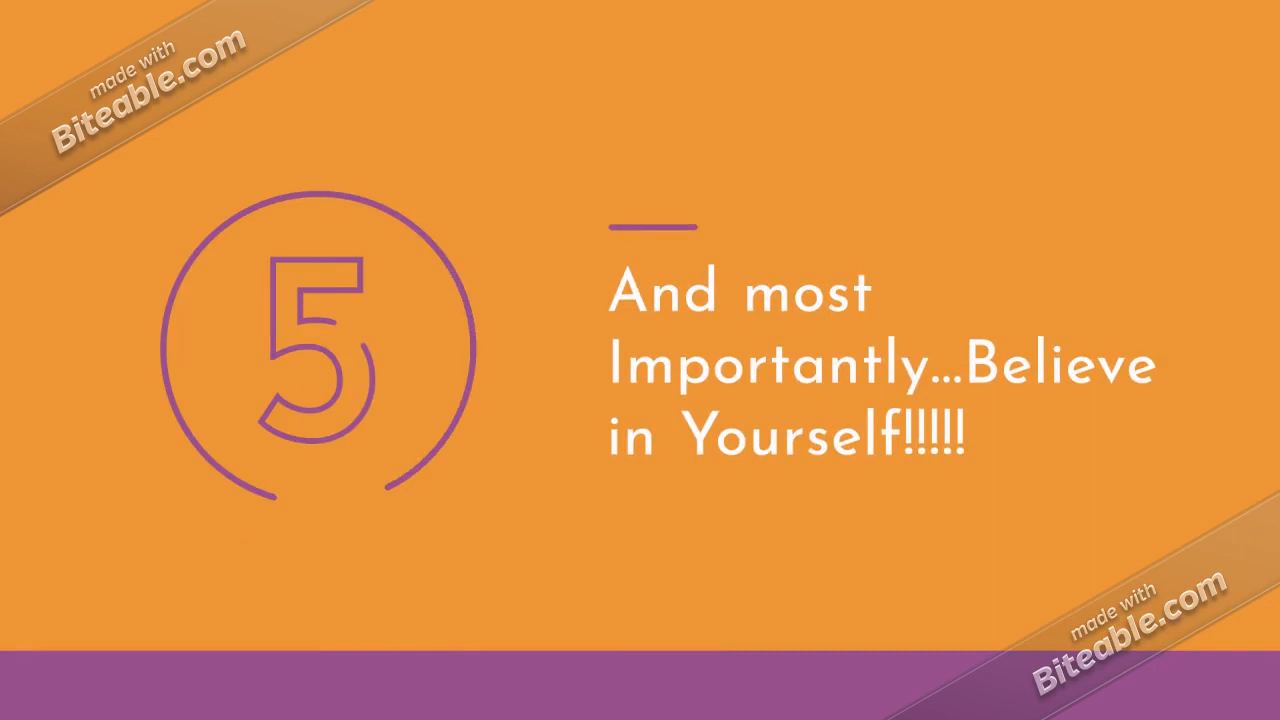 made with
Biteable.com
5
And most
Importantly...Believe
in Yourself!!!!!
made with
Biteable.com